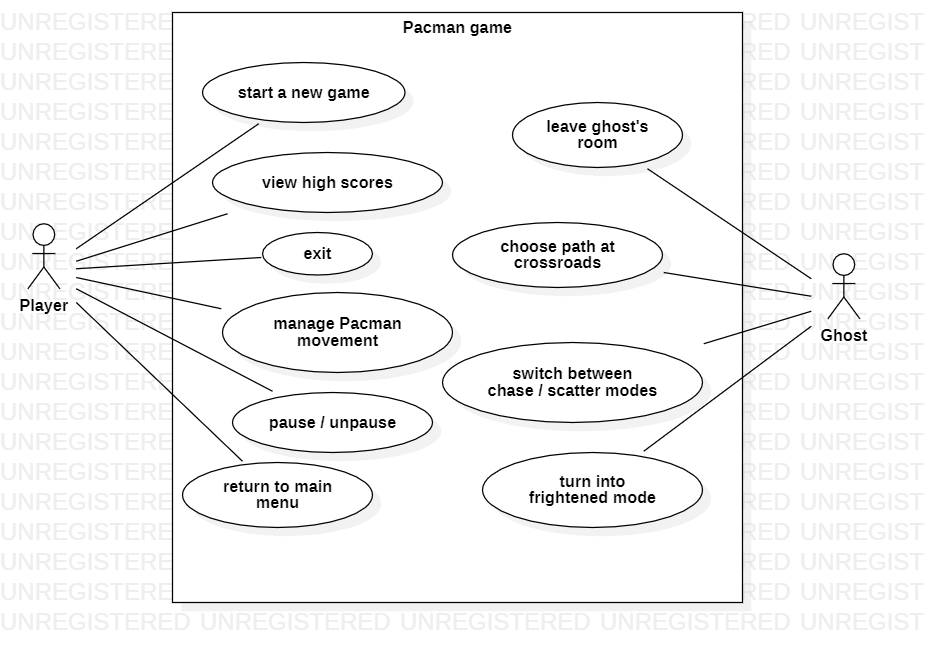 Pacman game
start a new game
view high scores
exit
manage Pacman
movement
pause / unpause
return to main
menu
leave ghost's
room
choose path at
crossroads
switch between
chase / scatter modes
turn into
frightened mode
Player
Ghost
UNREGISTERED UNREGISTERED UNREGISTERED UNREGISTERED UNREGIST